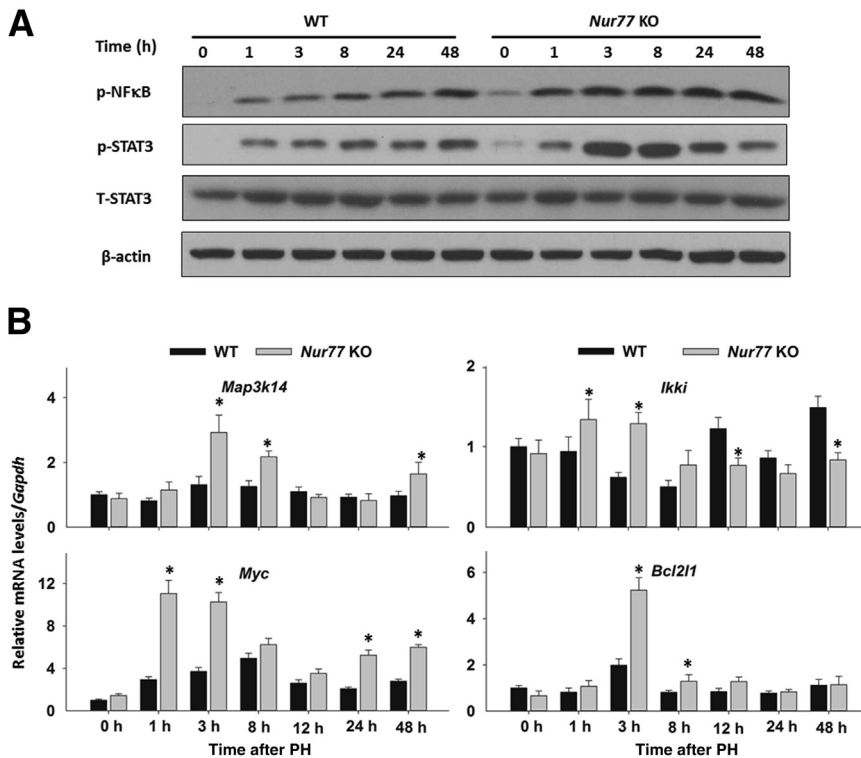 A
WT Nur77 KO
Time (h) 0 1 3 8 24 48 0 1 3 8 24 48
p-NFκB
p-STAT3
T-STAT3
β-actin
B
WT Nur77 KO
WT Nur77 KO
Relative mRNA levels/Gapdh
Map3k14
4
2
0
* * *
Ikki
2
1
0
* * * *
Myc
12
8
4
0
* * * *
0 h 1 h 3 h 8 h 12 h 24 h 48 h
Time after PH
Bcl2l1
6
4
2
0
* *
0 h 1 h 3 h 8 h 12 h 24 h 48 h
Time after PH